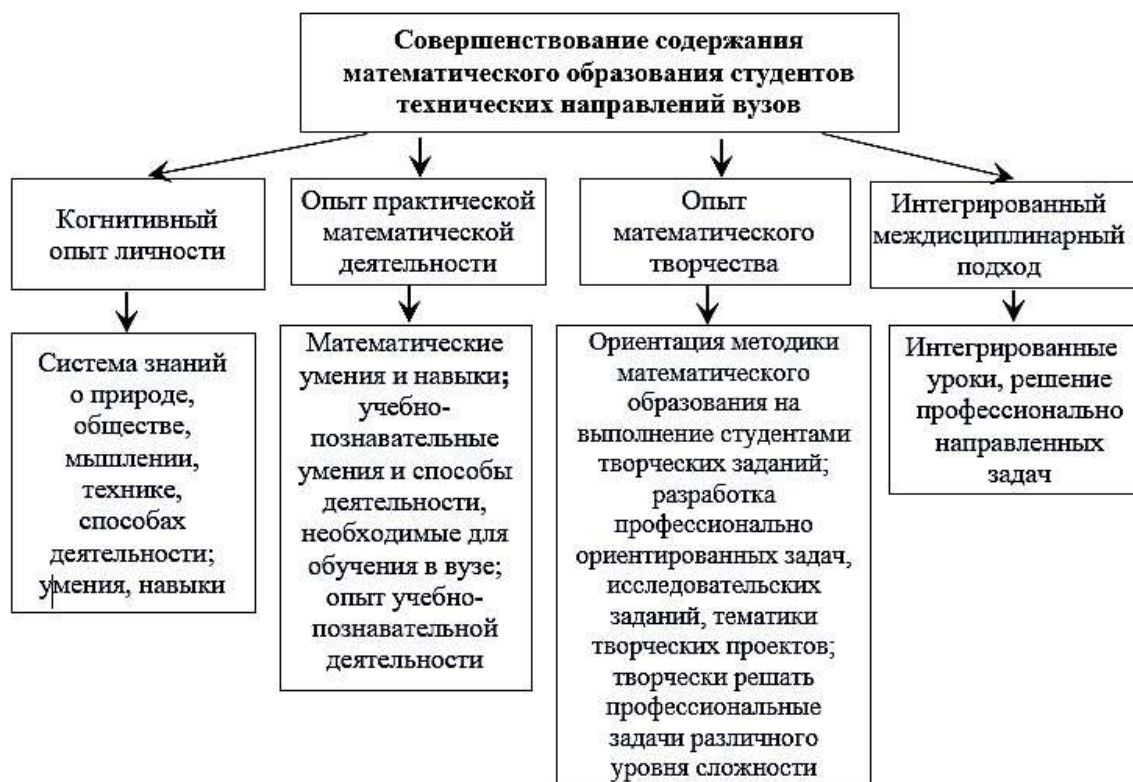 Совершенствование содержания
математического образования студентов
технических направлений вузов
Когнитивный
опыт личности
Опыт практической
математической
деятельности
Опыт
математического
творчества
Интегрированный
междисциплинарный
подход
Система знаний
о природе,
обществе,
мышлении,
технике,
способах
деятельности;
умения, навыки
Математические
умения и навыки;
учебно-
познавательные
умения и способы
деятельности,
необходимые для
обучения в вузе;
опыт учебно-
познавательной
деятельности
Ориентация методики
математического
образования на
выполнение студентами
творческих заданий;
разработка
профессионально
ориентированных задач,
исследовательских
заданий, тематики
творческих проектов;
творчески решать
профессиональные
задачи различного
уровня сложности
Интегрированные
уроки, решение
профессионально
направленных
задач